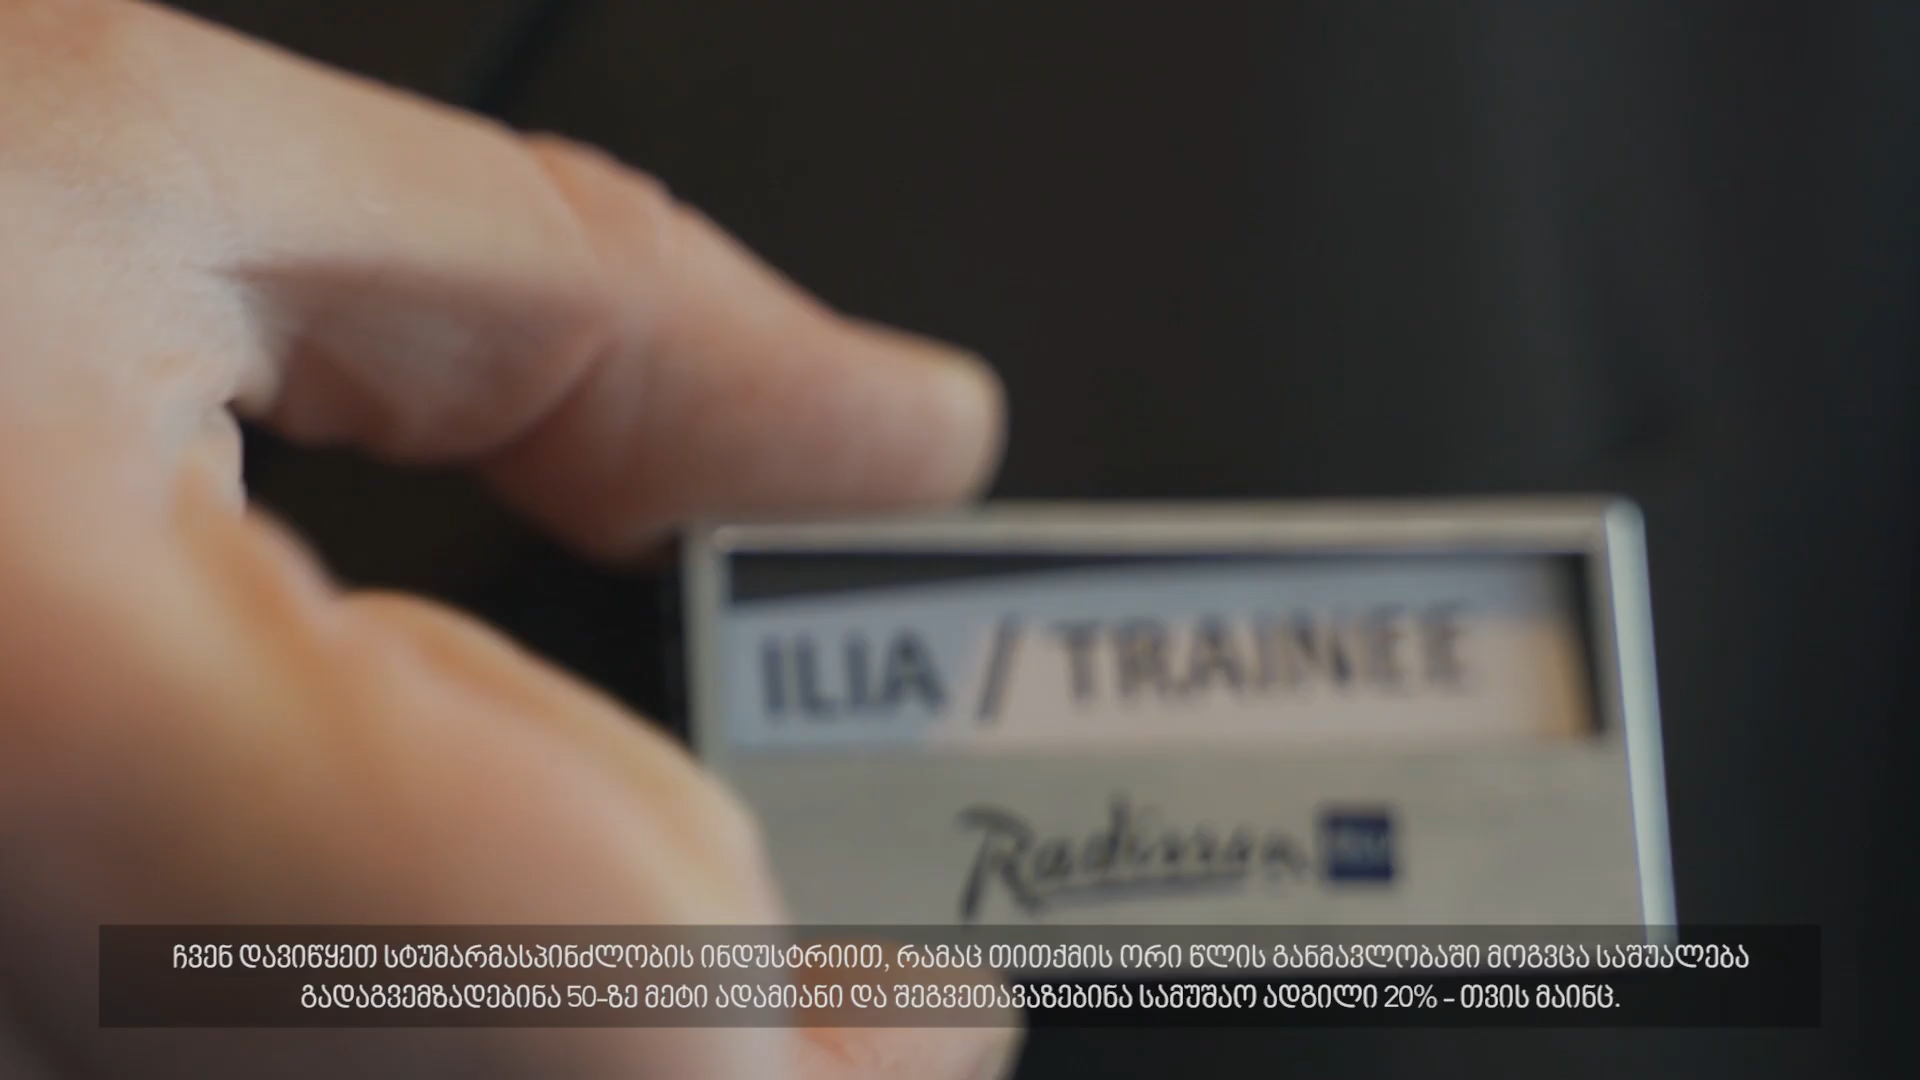 ILIA / TRAINEE
Radisson Blu
ჩვენ დავიწყეთ სტუმარმასპინძლობის ინდუსტრიით, რამაც თითქმის ორი წლის განმავლობაში მოგვცა საშუალება
გადაგვემზადებინა 50-ზე მეტი ადამიანი და შეგვეთავაზებინა სამუშაო ადგილი 20% - თვის მაინც.